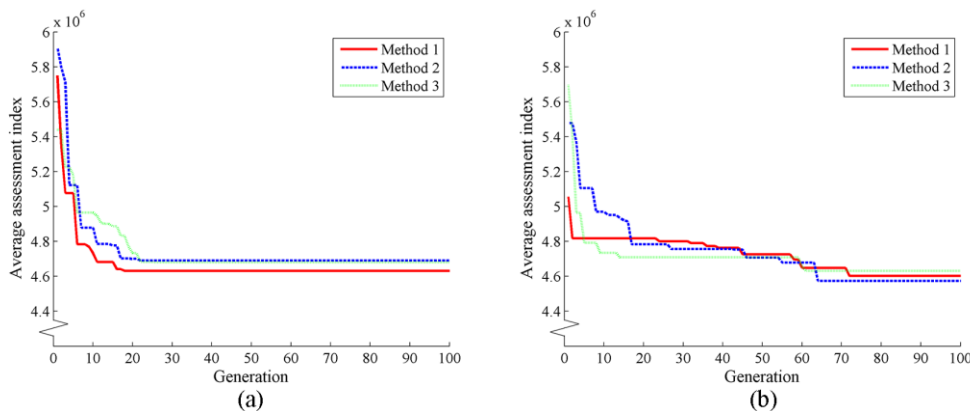 x 10^6
6
5.8
5.6
5.4
5.2
5
4.8
4.6
4.4
Average assessment index
0 10 20 30 40 50 60 70 80 90 100
Generation
Method 1
Method 2
Method 3
(a)
x 10^6
6
5.8
5.6
5.4
5.2
5
4.8
4.6
4.4
Average assessment index
0 10 20 30 40 50 60 70 80 90 100
Generation
Method 1
Method 2
Method 3
(b)